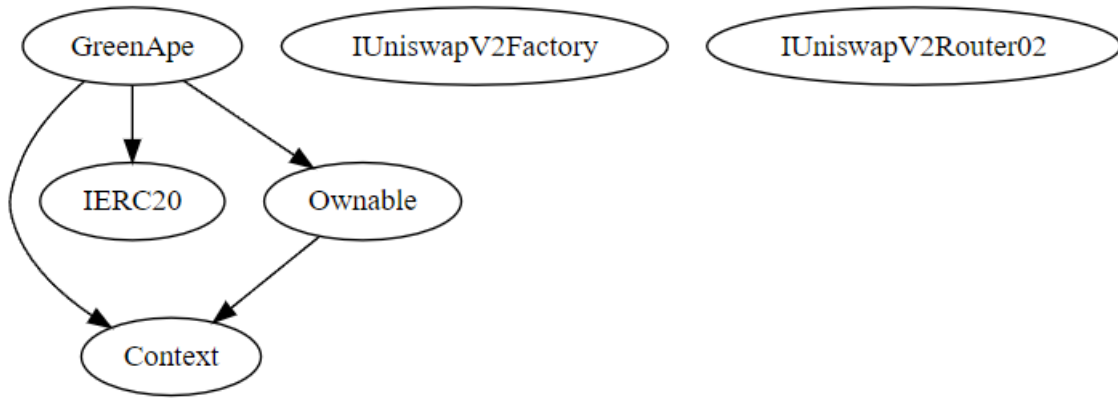 GreenApe
IUniswapV2Factory
IUniswapV2Router02
IERC20
Ownable
Context